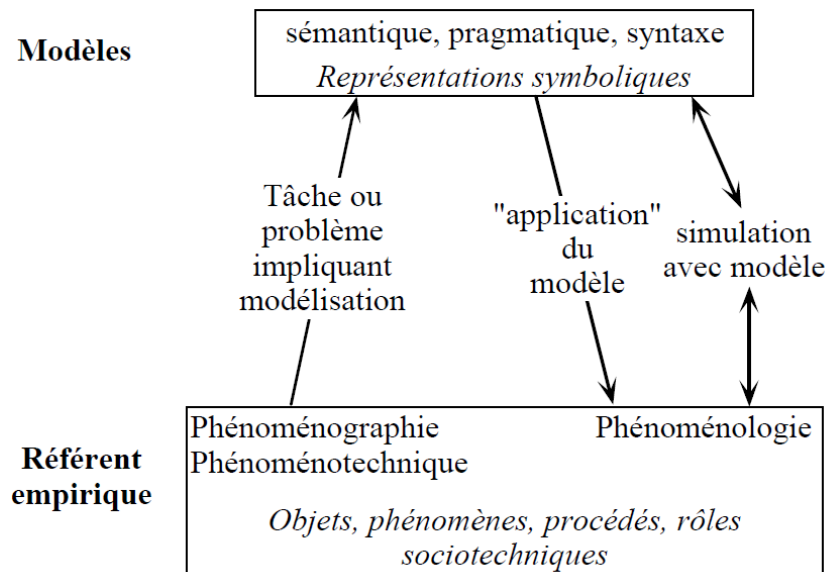 Modèles
sémantique, pragmatique, syntaxe
Représentations symboliques
Tâche ou
problème
impliquant
modélisation
"application"
du
modèle
simulation
avec modèle
Référent
empirique
Phénoménographie
Phénoménotechnique
Phénoménologie
Objets, phénomènes, procédés, rôles
sociotechniques